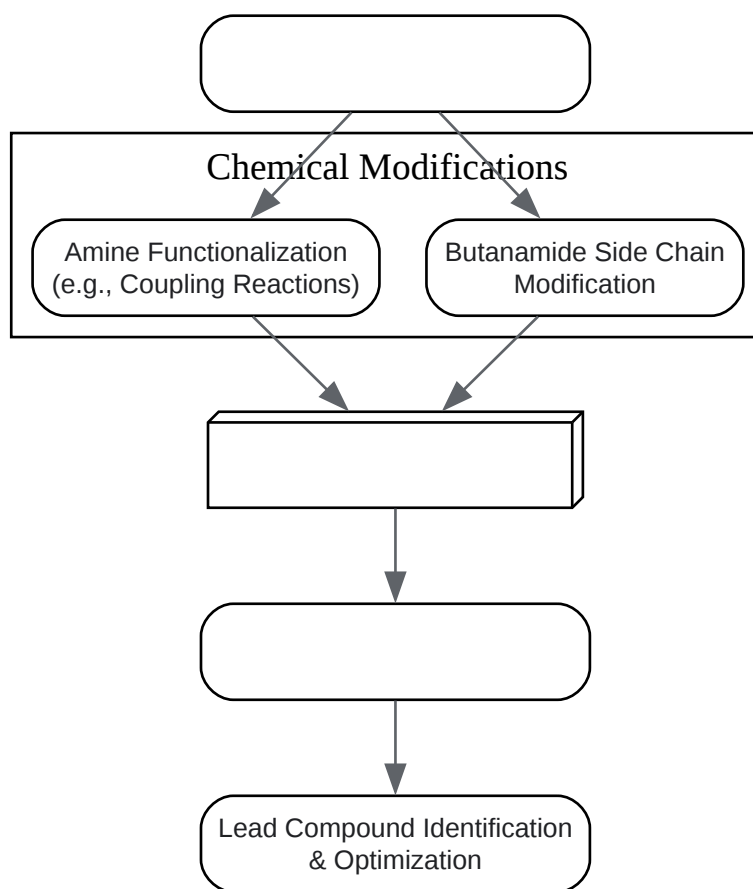 Chemical Modifications
Amine Functionalization
(e.g., Coupling Reactions)
Butanamide Side Chain
Modification
Lead Compound Identification
& Optimization